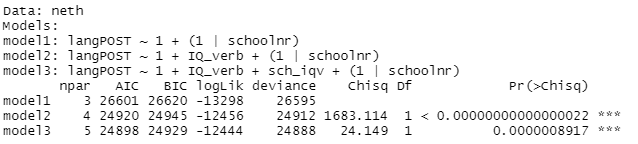 Data: neth
Models:
model1: langPOST ~ 1 + (1 | schoolnr)
model2: langPOST ~ 1 + IQ_verb + (1 | schoolnr)
model3: langPOST ~ 1 + IQ_verb + sch_iqv + (1 | schoolnr)
npar AIC BIC logLik deviance Chisq Df Pr(>Chisq)
model1 3 26601 26620 -13298 26595
model2 4 24920 24945 -12456 24912 1683.114 1 < 0.00000000000000022 ***
model3 5 24898 24929 -12444 24888 24.149 1 0.0000008917 ***